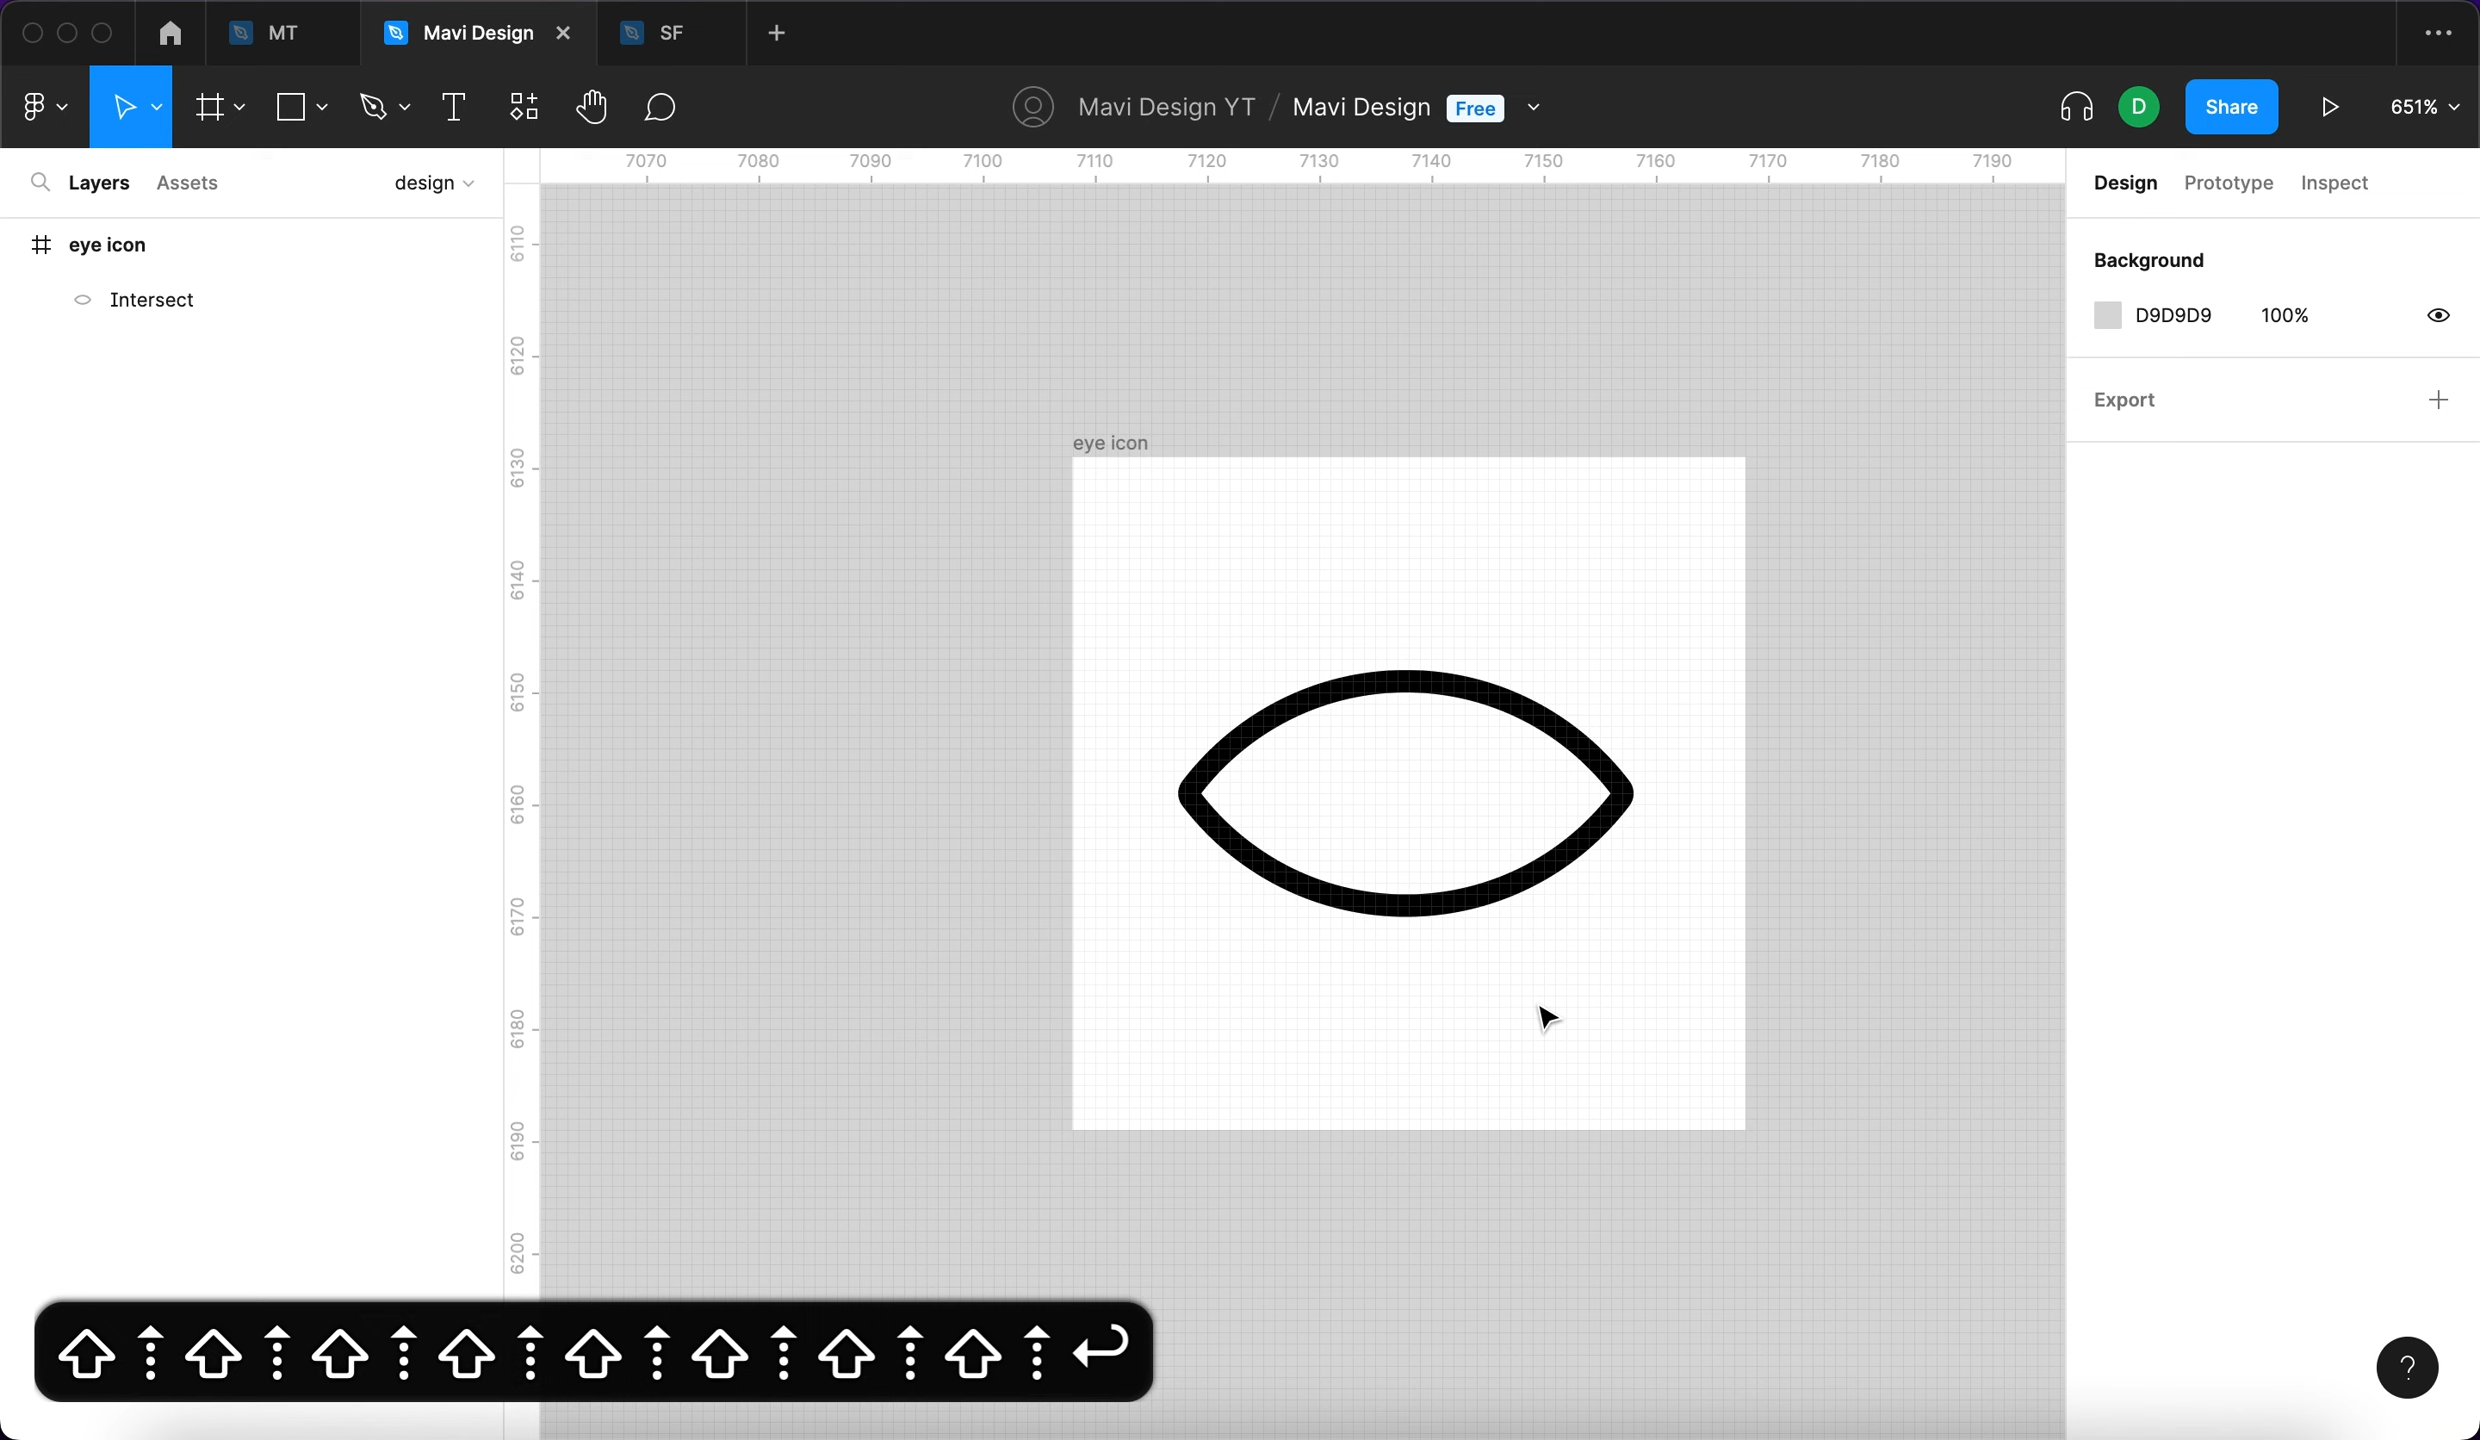 MT
Mavi Design
SF
Mavi Design YT / Mavi Design Free
D
Share
651%
Layers Assets design
eye icon
Intersect
7070 7080 7090 7100 7110 7120 7130 7140 7150 7160 7170 7180 7190
6110
6120
6130
6140
6150
6160
6170
6180
6190
6200
eye icon
Design Prototype Inspect
Background
D9D9D9 100%
Export
?